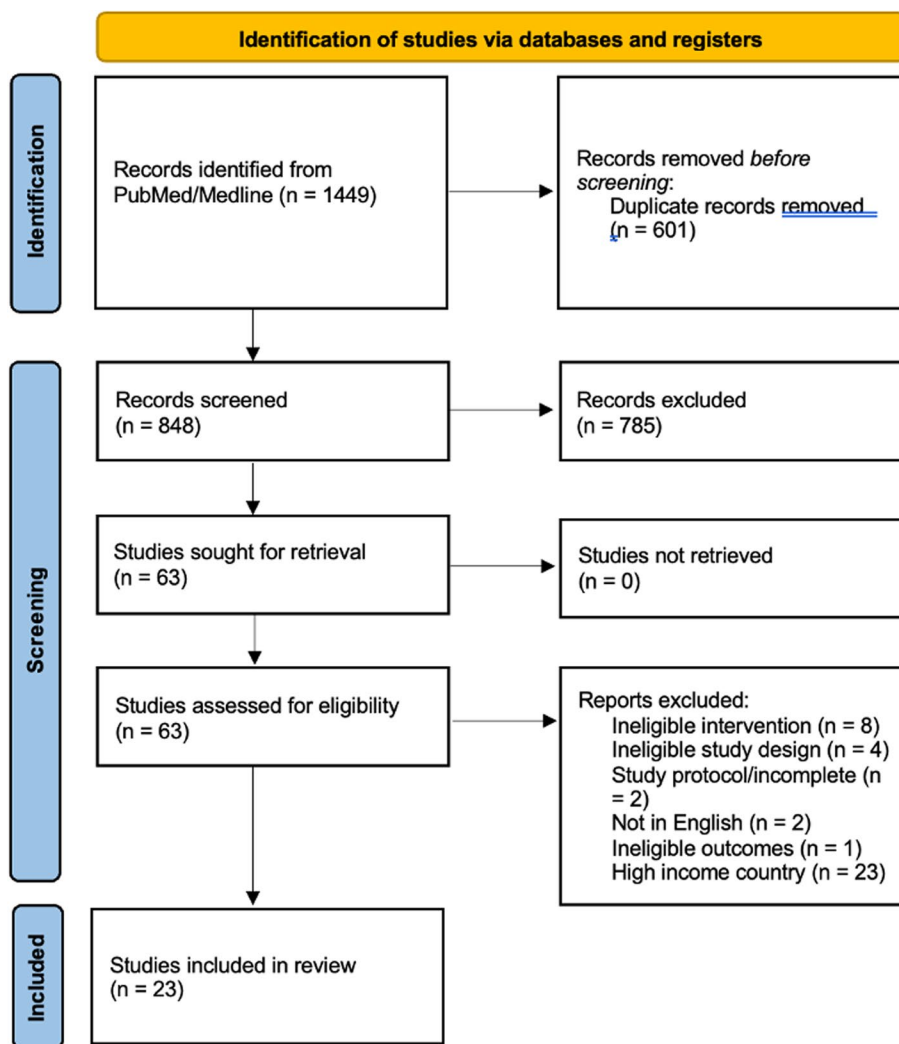 Identification of studies via databases and registers
Identification
Records identified from
PubMed/Medline (n = 1449)
Records removed before
screening:
Duplicate records removed
(n = 601)
Screening
Records screened
(n = 848)
Records excluded
(n = 785)
Studies sought for retrieval
(n = 63)
Studies not retrieved
(n = 0)
Studies assessed for eligibility
(n = 63)
Reports excluded:
Ineligible intervention (n = 8)
Ineligible study design (n = 4)
Study protocol/incomplete (n
= 2)
Not in English (n = 2)
Ineligible outcomes (n = 1)
High income country (n = 23)
Included
Studies included in review
(n = 23)